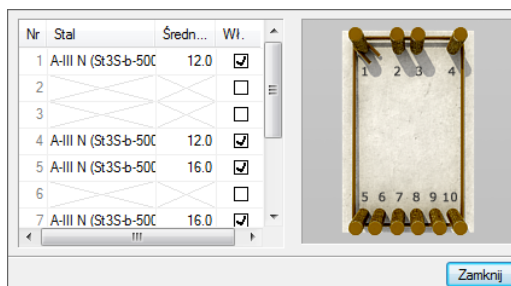 Nr Stal Średn... Wł.
1 A-III N (St3S-b-500 12.0
2
3
4 A-III N (St3S-b-500 12.0
5 A-III N (St3S-b-500 16.0
6
7 A-III N (St3S-b-500 16.0
1 2 3 4
5 6 7 8 9 10
Zamknij